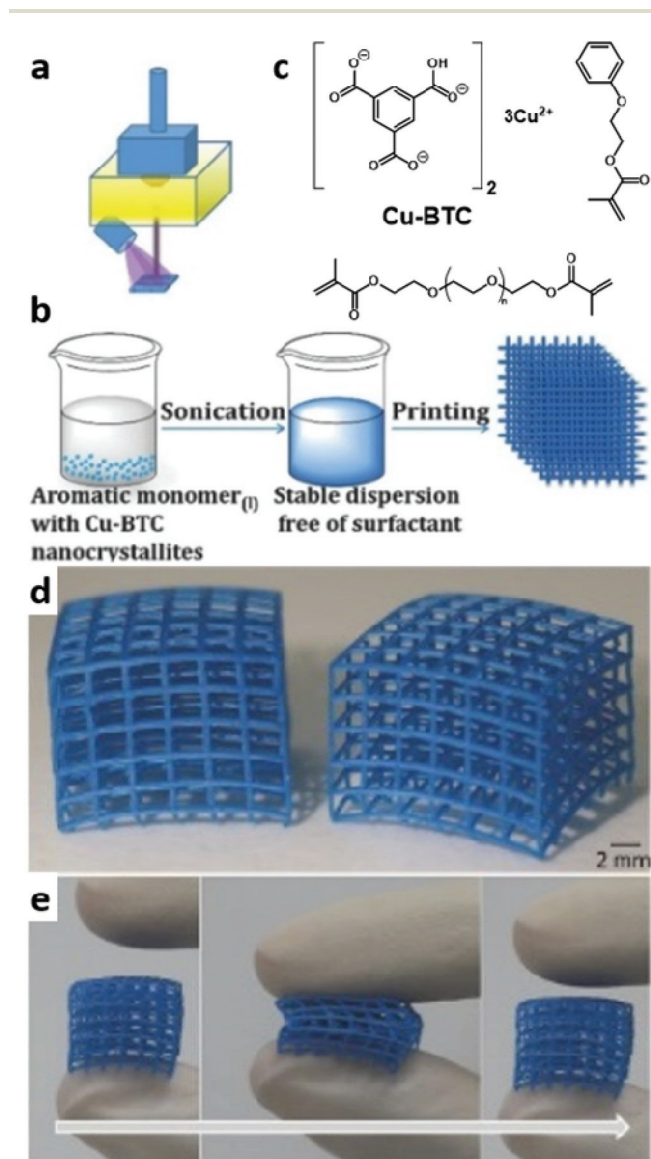 a
c
O⊖
O
OH
O⊖
O
O⊖
2
3Cu²⁺
Cu-BTC
O
O
O
O
O
O
O
n
O
O
b
Sonication
Printing
Aromatic monomer(l)
with Cu-BTC
nanocrystallites
Stable dispersion
free of surfactant
d
2 mm
e